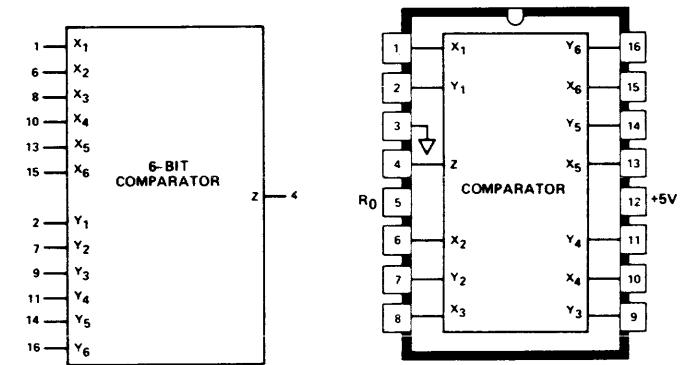 1 X1
6 X2
8 X3
10 X4
13 X5
15 X6
6-BIT
COMPARATOR
Z 4
2 Y1
7 Y2
9 Y3
11 Y4
14 Y5
16 Y6
1 X1 Y6 16
2 Y1 X6 15
3 Y5 14
4 Z X5 13
COMPARATOR
R0 5 12 +5V
6 X2 Y4 11
7 Y2 X4 10
8 X3 Y3 9